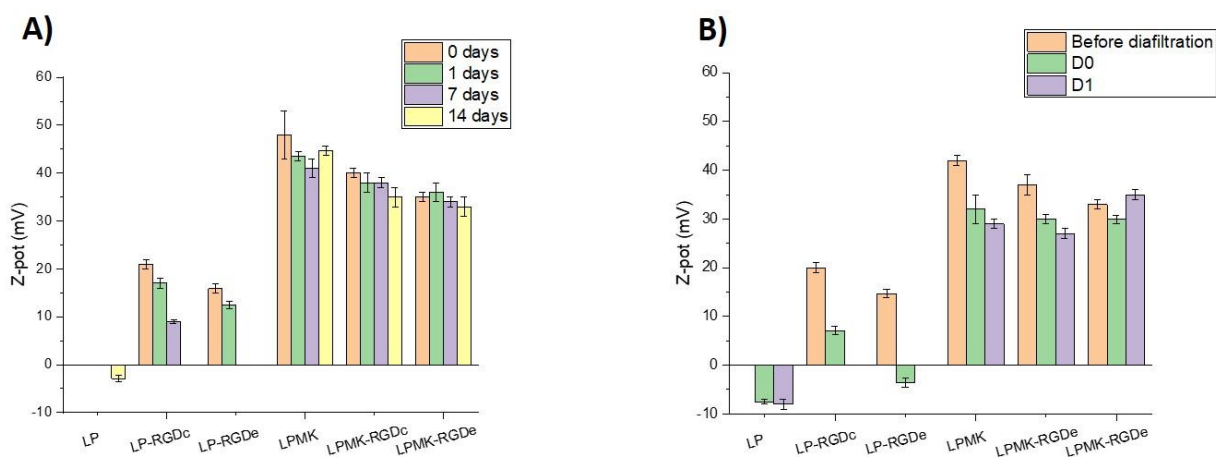 A)
0 days
1 days
7 days
14 days
60
50
40
30
20
10
0
-10
Z-pot (mV)
LP
LP-RGDc
LP-RGDe
LPMK
LPMK-RGDc
LPMK-RGDe
B)
Before diafiltration
D0
D1
60
50
40
30
20
10
0
-10
Z-pot (mV)
LP
LP-RGDc
LP-RGDe
LPMK
LPMK-RGDe
LPMK-RGDe